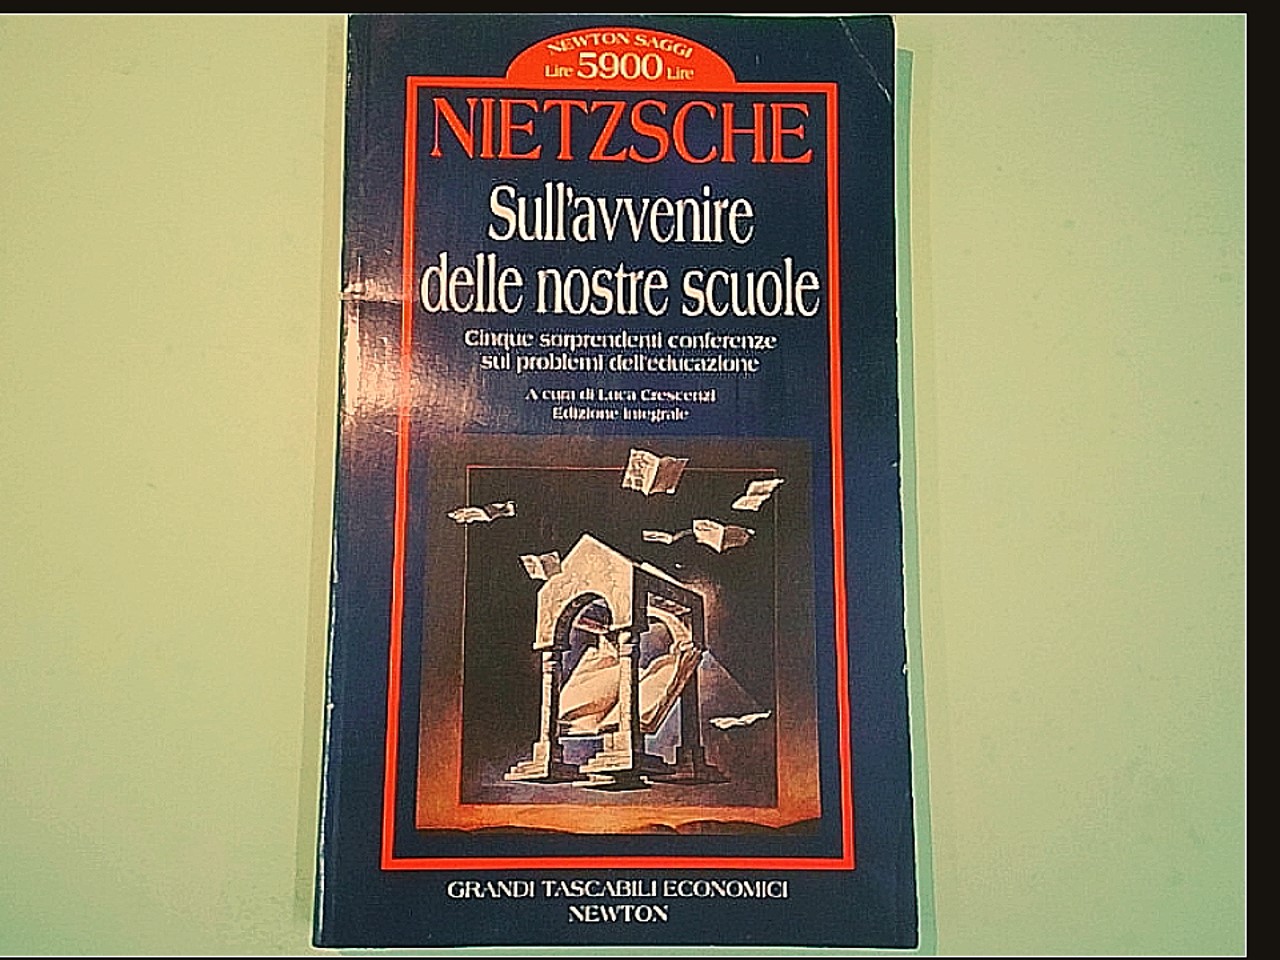 NEWTON SAGGI
Lire 5900 Lire
NIETZSCHE
Sull'avvenire
delle nostre scuole
Cinque sorprendenti conferenze
sui problemi dell'educazione
A cura di Luca Crescenzi
Edizione integrale
GRANDI TASCABILI ECONOMICI
NEWTON